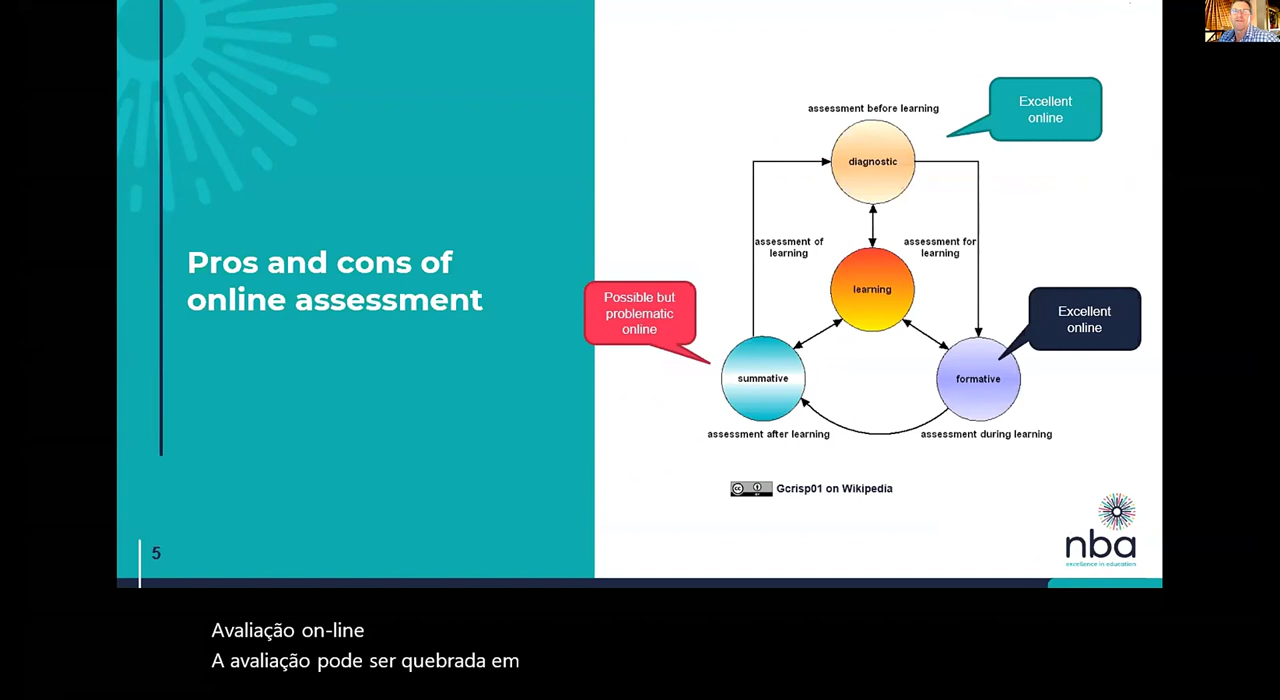 Pros and cons of
online assessment
5
assessment before learning
Excellent
online
diagnostic
assessment of
learning
assessment for
learning
learning
Possible but
problematic
online
Excellent
online
summative
formative
assessment after learning
assessment during learning
cc
BY
Gcrisp01 on Wikipedia
nba
excellence in education
Avaliação on-line
A avaliação pode ser quebrada em